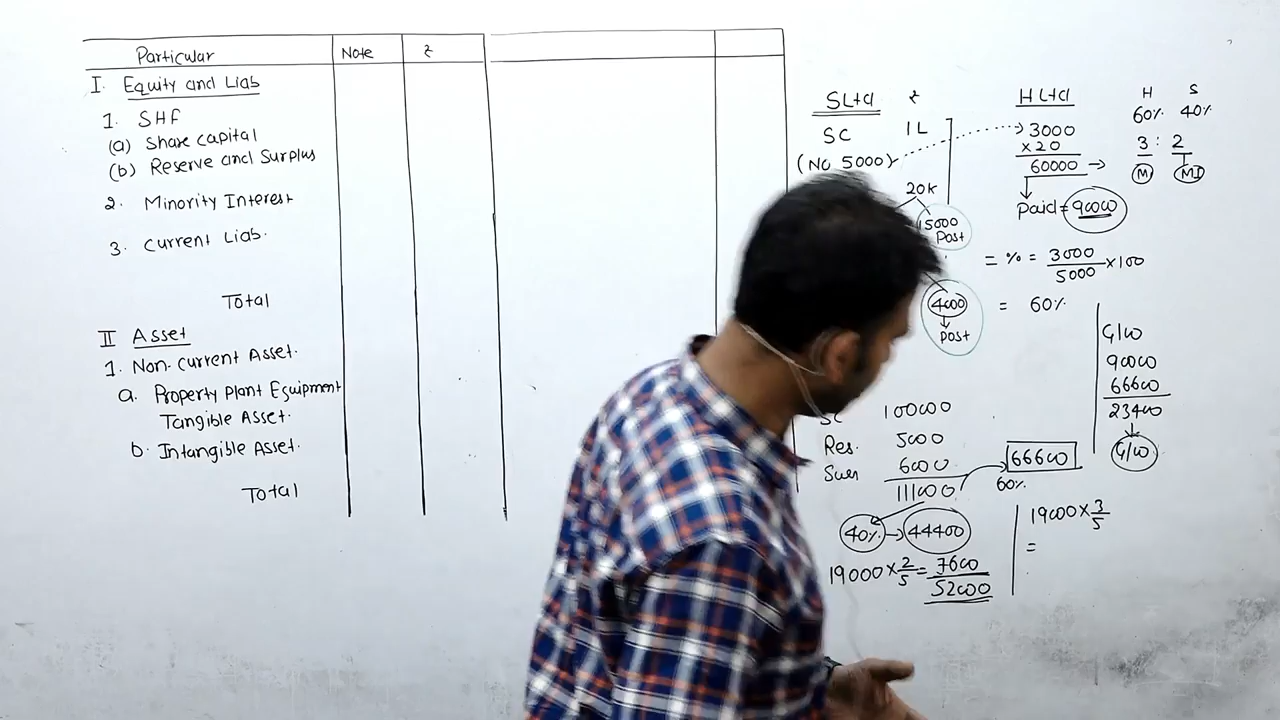 Particular Note ₹
I. Equity and Liab
1. SHF
(a) Share capital
(b) Reserve and Surplus
2. Minority Interest
3. Current Liab.
Total
II Asset
1. Non-current Asset.
a. Property Plant Equipment
Tangible Asset.
b. Intangible Asset.
Total
SLtd ₹
SC 1L
(No 5000)
20K
15000
Post
4000
Post
SC 100000
Res. 5000
Sur 6000
111000
40% → 44400
19000 × 2/5 = 7600
52000
HLtd
3000
×20
60000 →
Paid = 90000
= % = 3000/5000 × 100
= 60%
66600
60%
19000 × 3/5
=
H S
60% 40%
3 : 2
M MI
G/W
90000
66600
23400
G/W